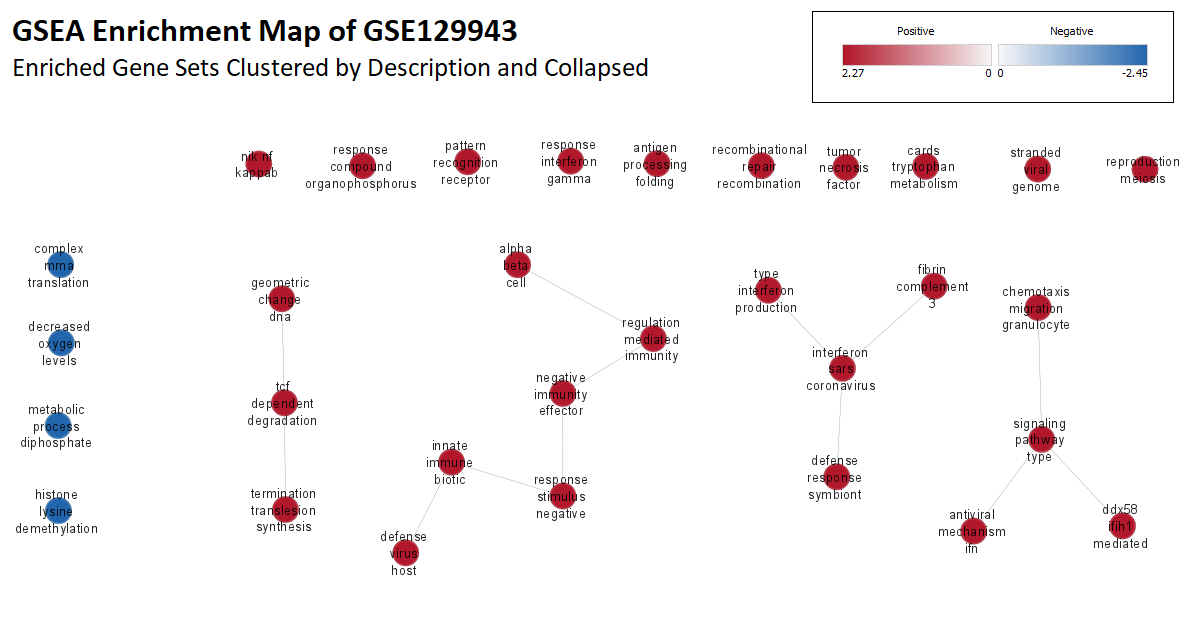 GSEA Enrichment Map of GSE129943
Enriched Gene Sets Clustered by Description and Collapsed
Positive
Negative
2.27
0
0
-2.45
nik nf
kappab
response
compound
organophosphorus
pattern
recognition
receptor
response
interferon
gamma
antigen
processing
folding
recombinational
repair
recombination
tumor
necrosis
factor
cards
tryptophan
metabolism
stranded
viral
genome
reproduction
meiosis
complex
mrna
translation
decreased
oxygen
levels
metabolic
process
diphosphate
histone
lysine
demethylation
geometric
change
dna
tcf
dependent
degradation
termination
translesion
synthesis
alpha
beta
cell
regulation
mediated
immunity
negative
immunity
effector
innate
immune
biotic
response
stimulus
negative
defense
virus
host
type
interferon
production
fibrin
complement
3
interferon
sars
coronavirus
defense
response
symbiont
chemotaxis
migration
granulocyte
signaling
pathway
type
antiviral
mechanism
ifn
ddx58
ifih1
mediated